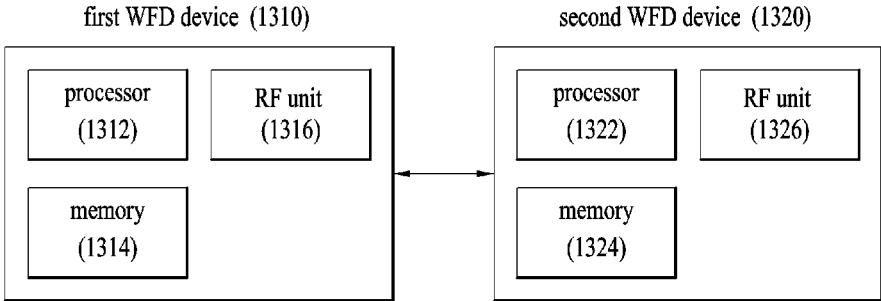 first WFD device (1310)
second WFD device (1320)
processor
(1312)
RF unit
(1316)
memory
(1314)
processor
(1322)
RF unit
(1326)
memory
(1324)